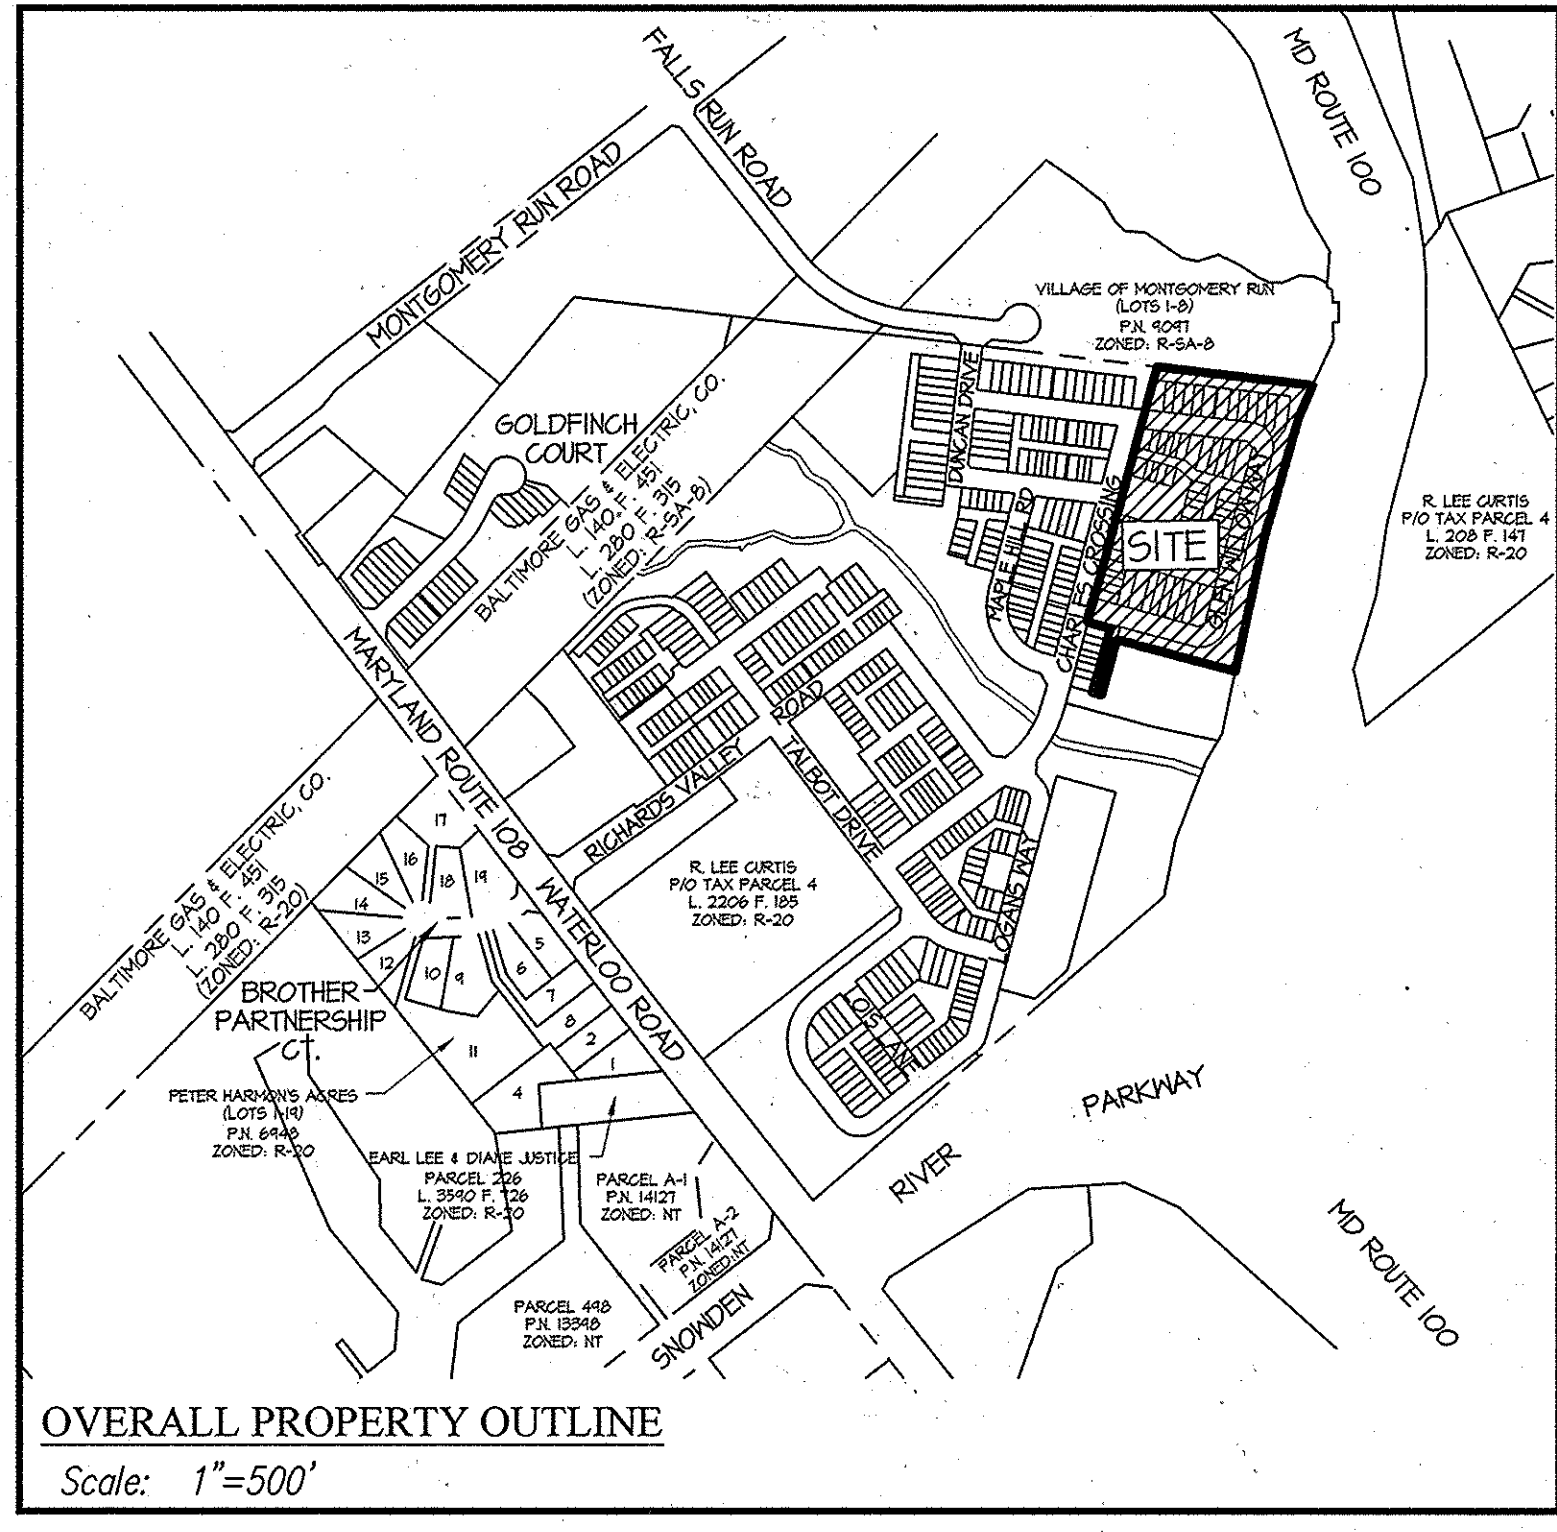 FALLS RUN ROAD
MD ROUTE 100
MONTGOMERY RUN ROAD
VILLAGE OF MONTGOMERY RUN
(LOTS 1-8)
P.N. 9097
ZONED: R-SA-8
DUNCAN DRIVE
GOLDFINCH
COURT
BALTIMORE GAS & ELECTRIC, CO.
L. 140 F. 451
L. 280 F. 315
(ZONED: R-SA-8)
MAPLE HILL RD
CHARLES CROSSING
SITE
GLEN WILLOW WAY
R. LEE CURTIS
P/O TAX PARCEL 4
L. 208 F. 147
ZONED: R-20
MARYLAND ROUTE 108
WATERLOO ROAD
RICHARDS VALLEY
ROAD
TALBOT DRIVE
R. LEE CURTIS
P/O TAX PARCEL 4
L. 2206 F. 185
ZONED: R-20
LOGANS WAY
OIS LANE
BALTIMORE GAS & ELECTRIC, CO.
L. 140 F. 451
L. 280 F. 315
(ZONED: R-20)
17
16
15
14
13
12
18
19
10
9
5
6
7
8
2
1
11
4
BROTHER
PARTNERSHIP
CT.
PETER HARMON'S ACRES
(LOTS 1-19)
P.N. 6948
ZONED: R-20
EARL LEE & DIANE JUSTICE
PARCEL 226
L. 3590 F. 726
ZONED: R-20
PARCEL A-1
P.N. 14127
ZONED: NT
PARCEL A-2
P.N. 14127
ZONED: NT
PARCEL 498
P.N. 13398
ZONED: NT
SNOWDEN
RIVER
PARKWAY
MD ROUTE 100
OVERALL PROPERTY OUTLINE
Scale: 1"=500'